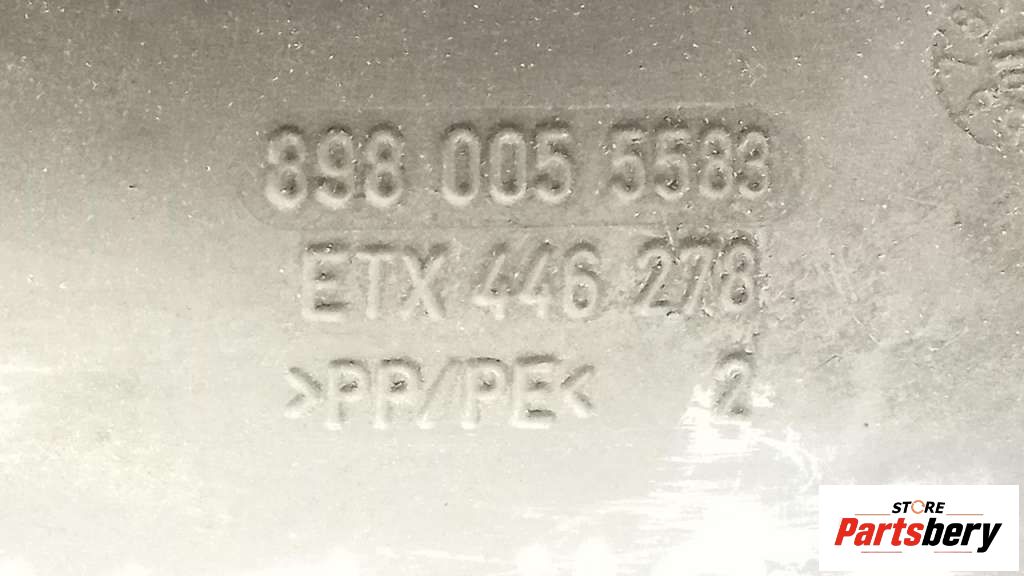 898 005 5583
ETX 446 278
>PP/PE< 2
STORE
Partsbery